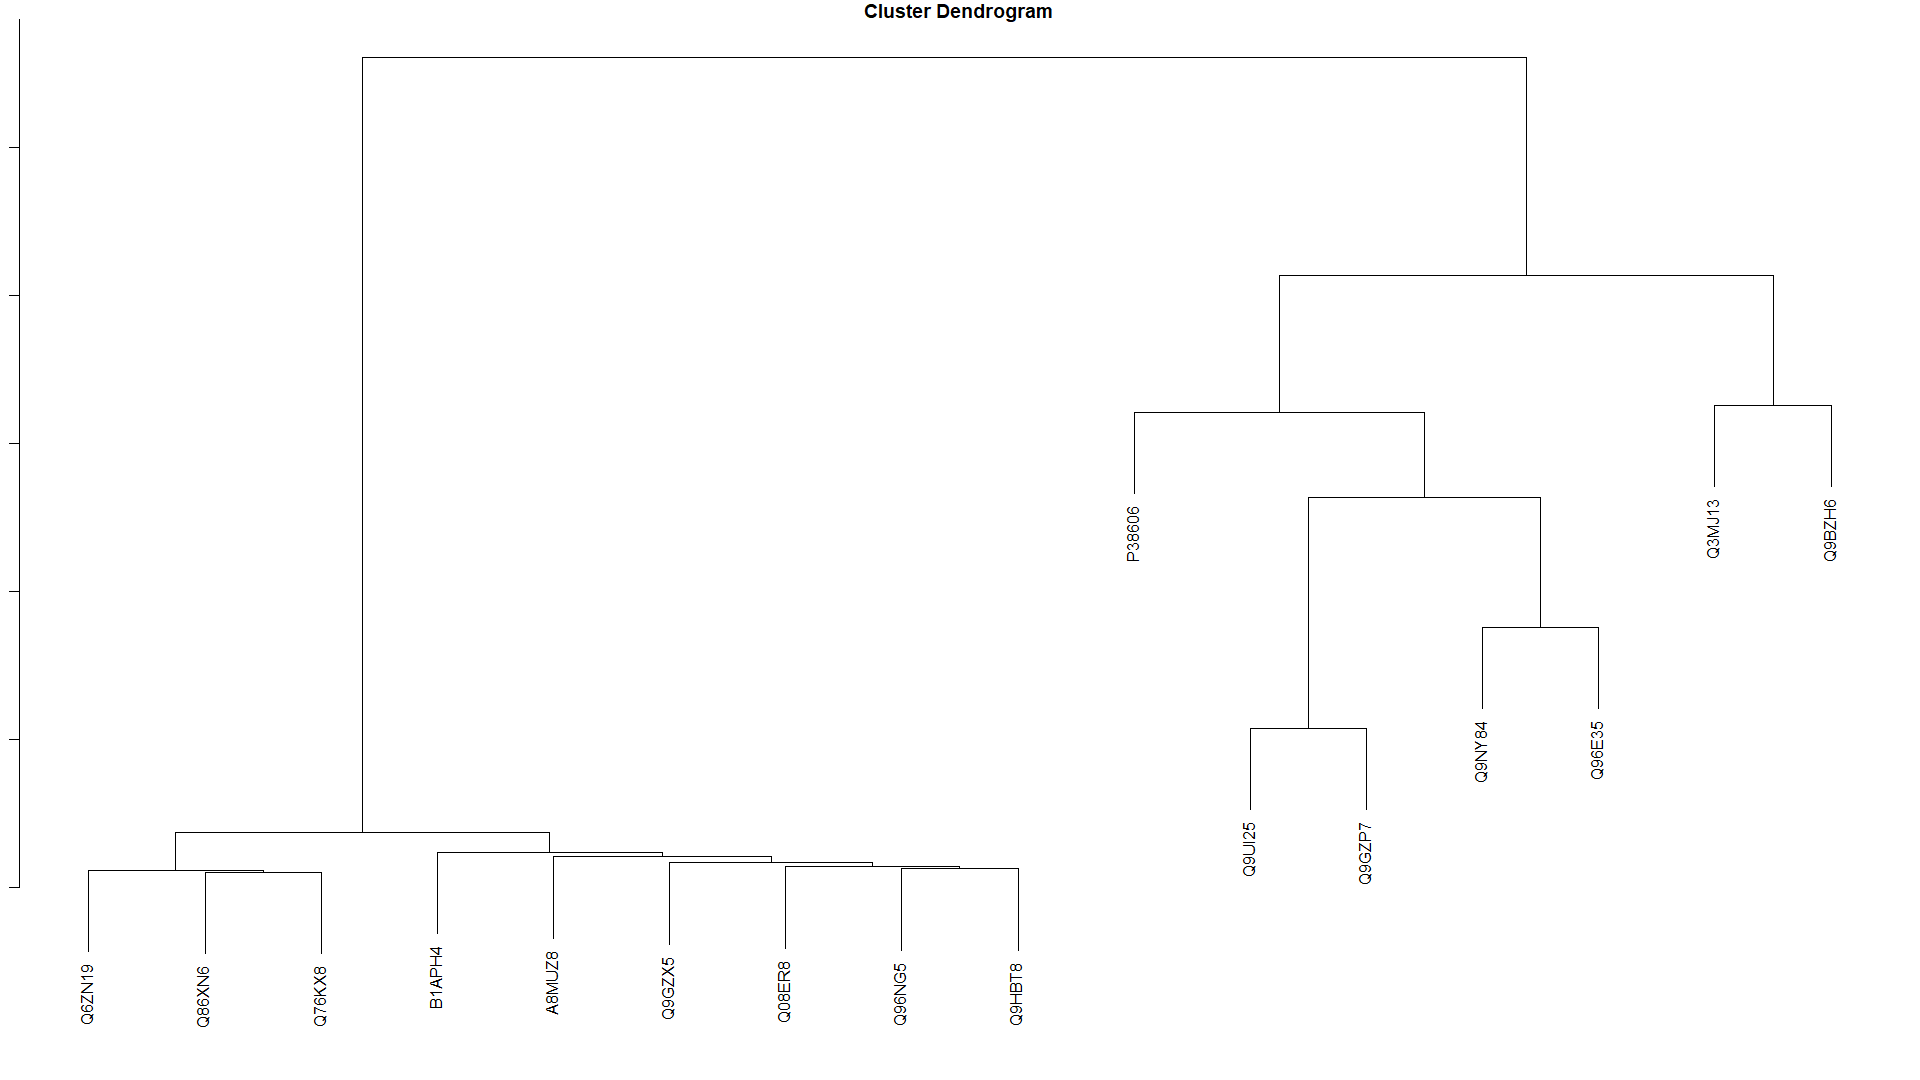 Cluster Dendrogram
Q6ZN19
Q86XN6
Q76KX8
B1APH4
A8MUZ8
Q9GZX5
Q08ER8
Q96NG5
Q9HBT8
P38606
Q9UI25
Q9GZP7
Q9NY84
Q96E35
Q3MJ13
Q9BZH6